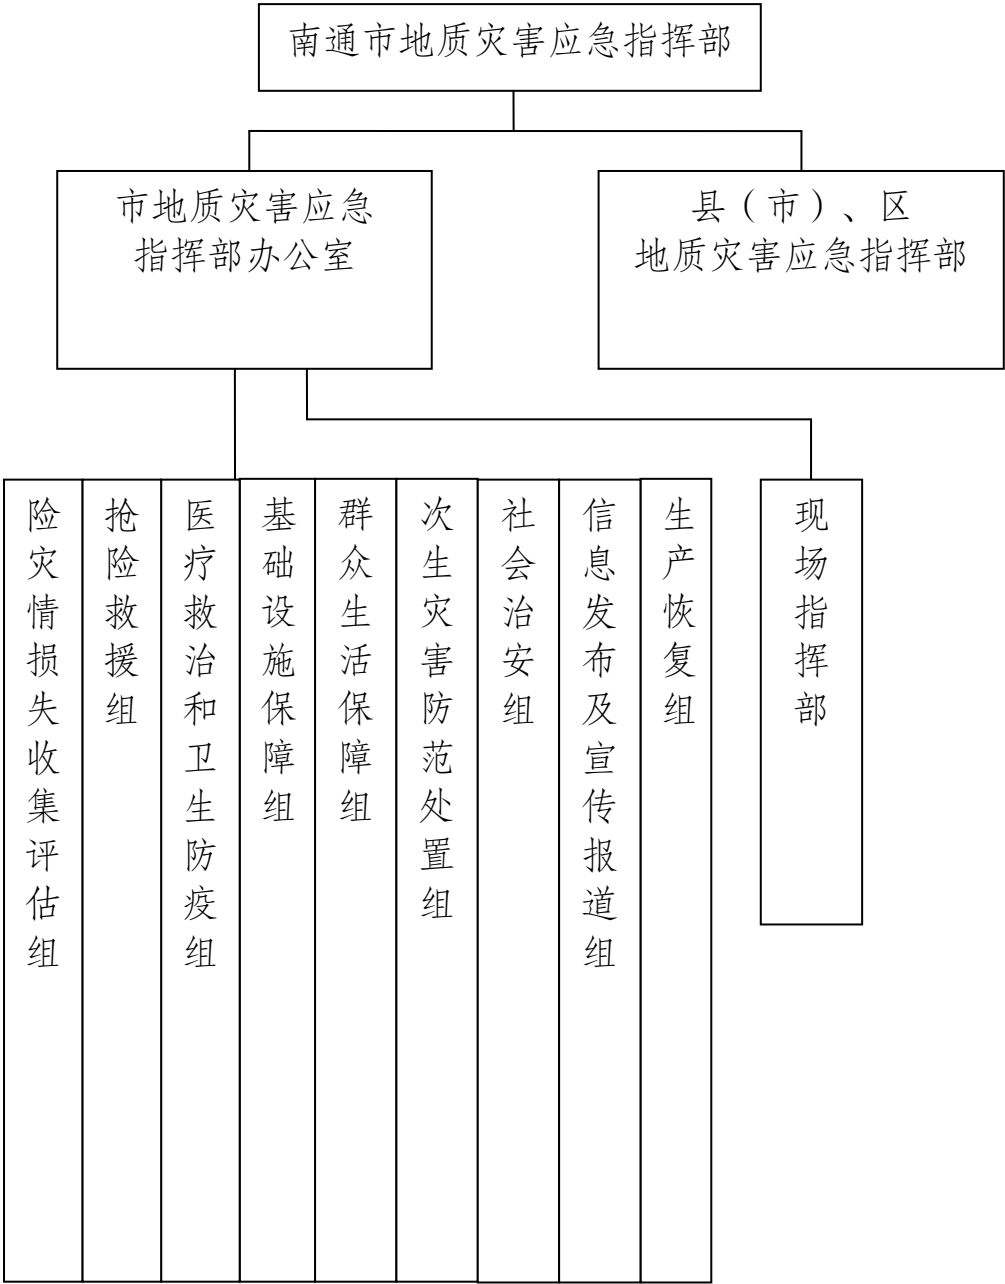 南通市地质灾害应急指挥部
市地质灾害应急
指挥部办公室
县（市）、区
地质灾害应急指挥部
险灾情损失收集评估组
抢险救援组
医疗救治和卫生防疫组
基础设施保障组
群众生活保障组
次生灾害防范处置组
社会治安组
信息发布及宣传报道组
生产恢复组
现场指挥部